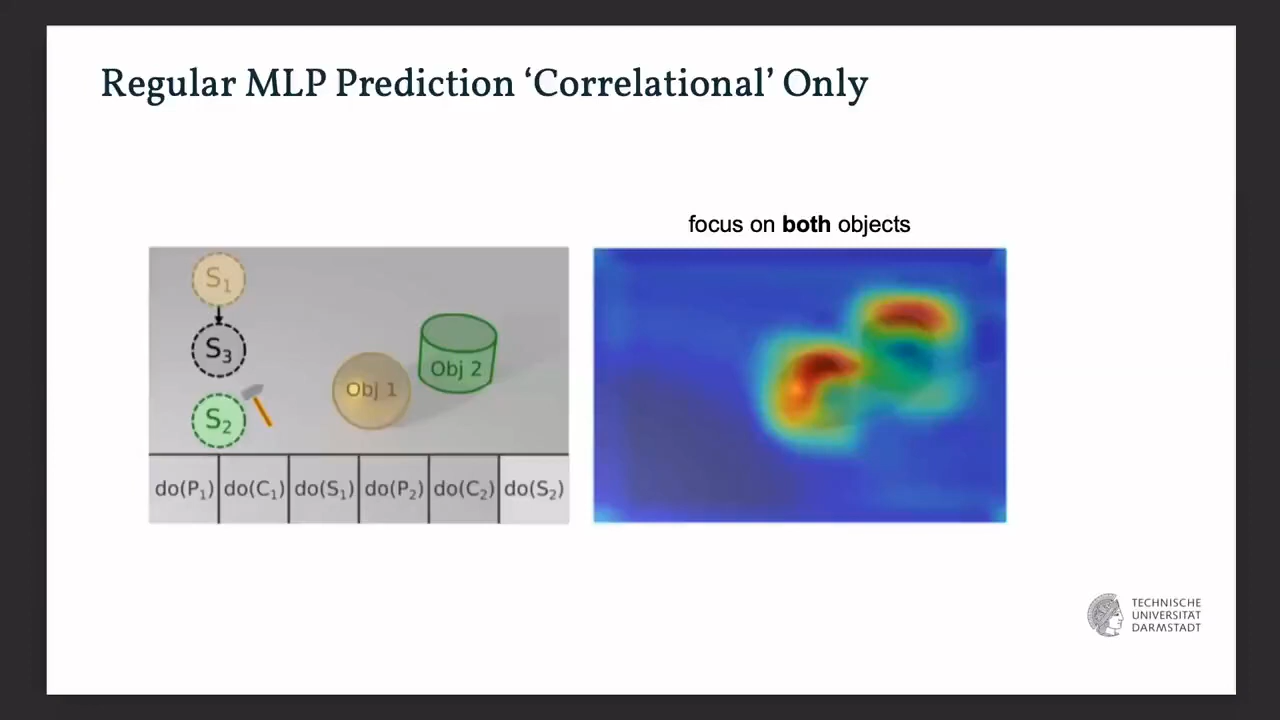 Regular MLP Prediction ‘Correlational’ Only
focus on both objects
S₁
S₃
S₂
Obj 1
Obj 2
do(P₁) do(C₁) do(S₁) do(P₂) do(C₂) do(S₂)
TECHNISCHE
UNIVERSITÄT
DARMSTADT